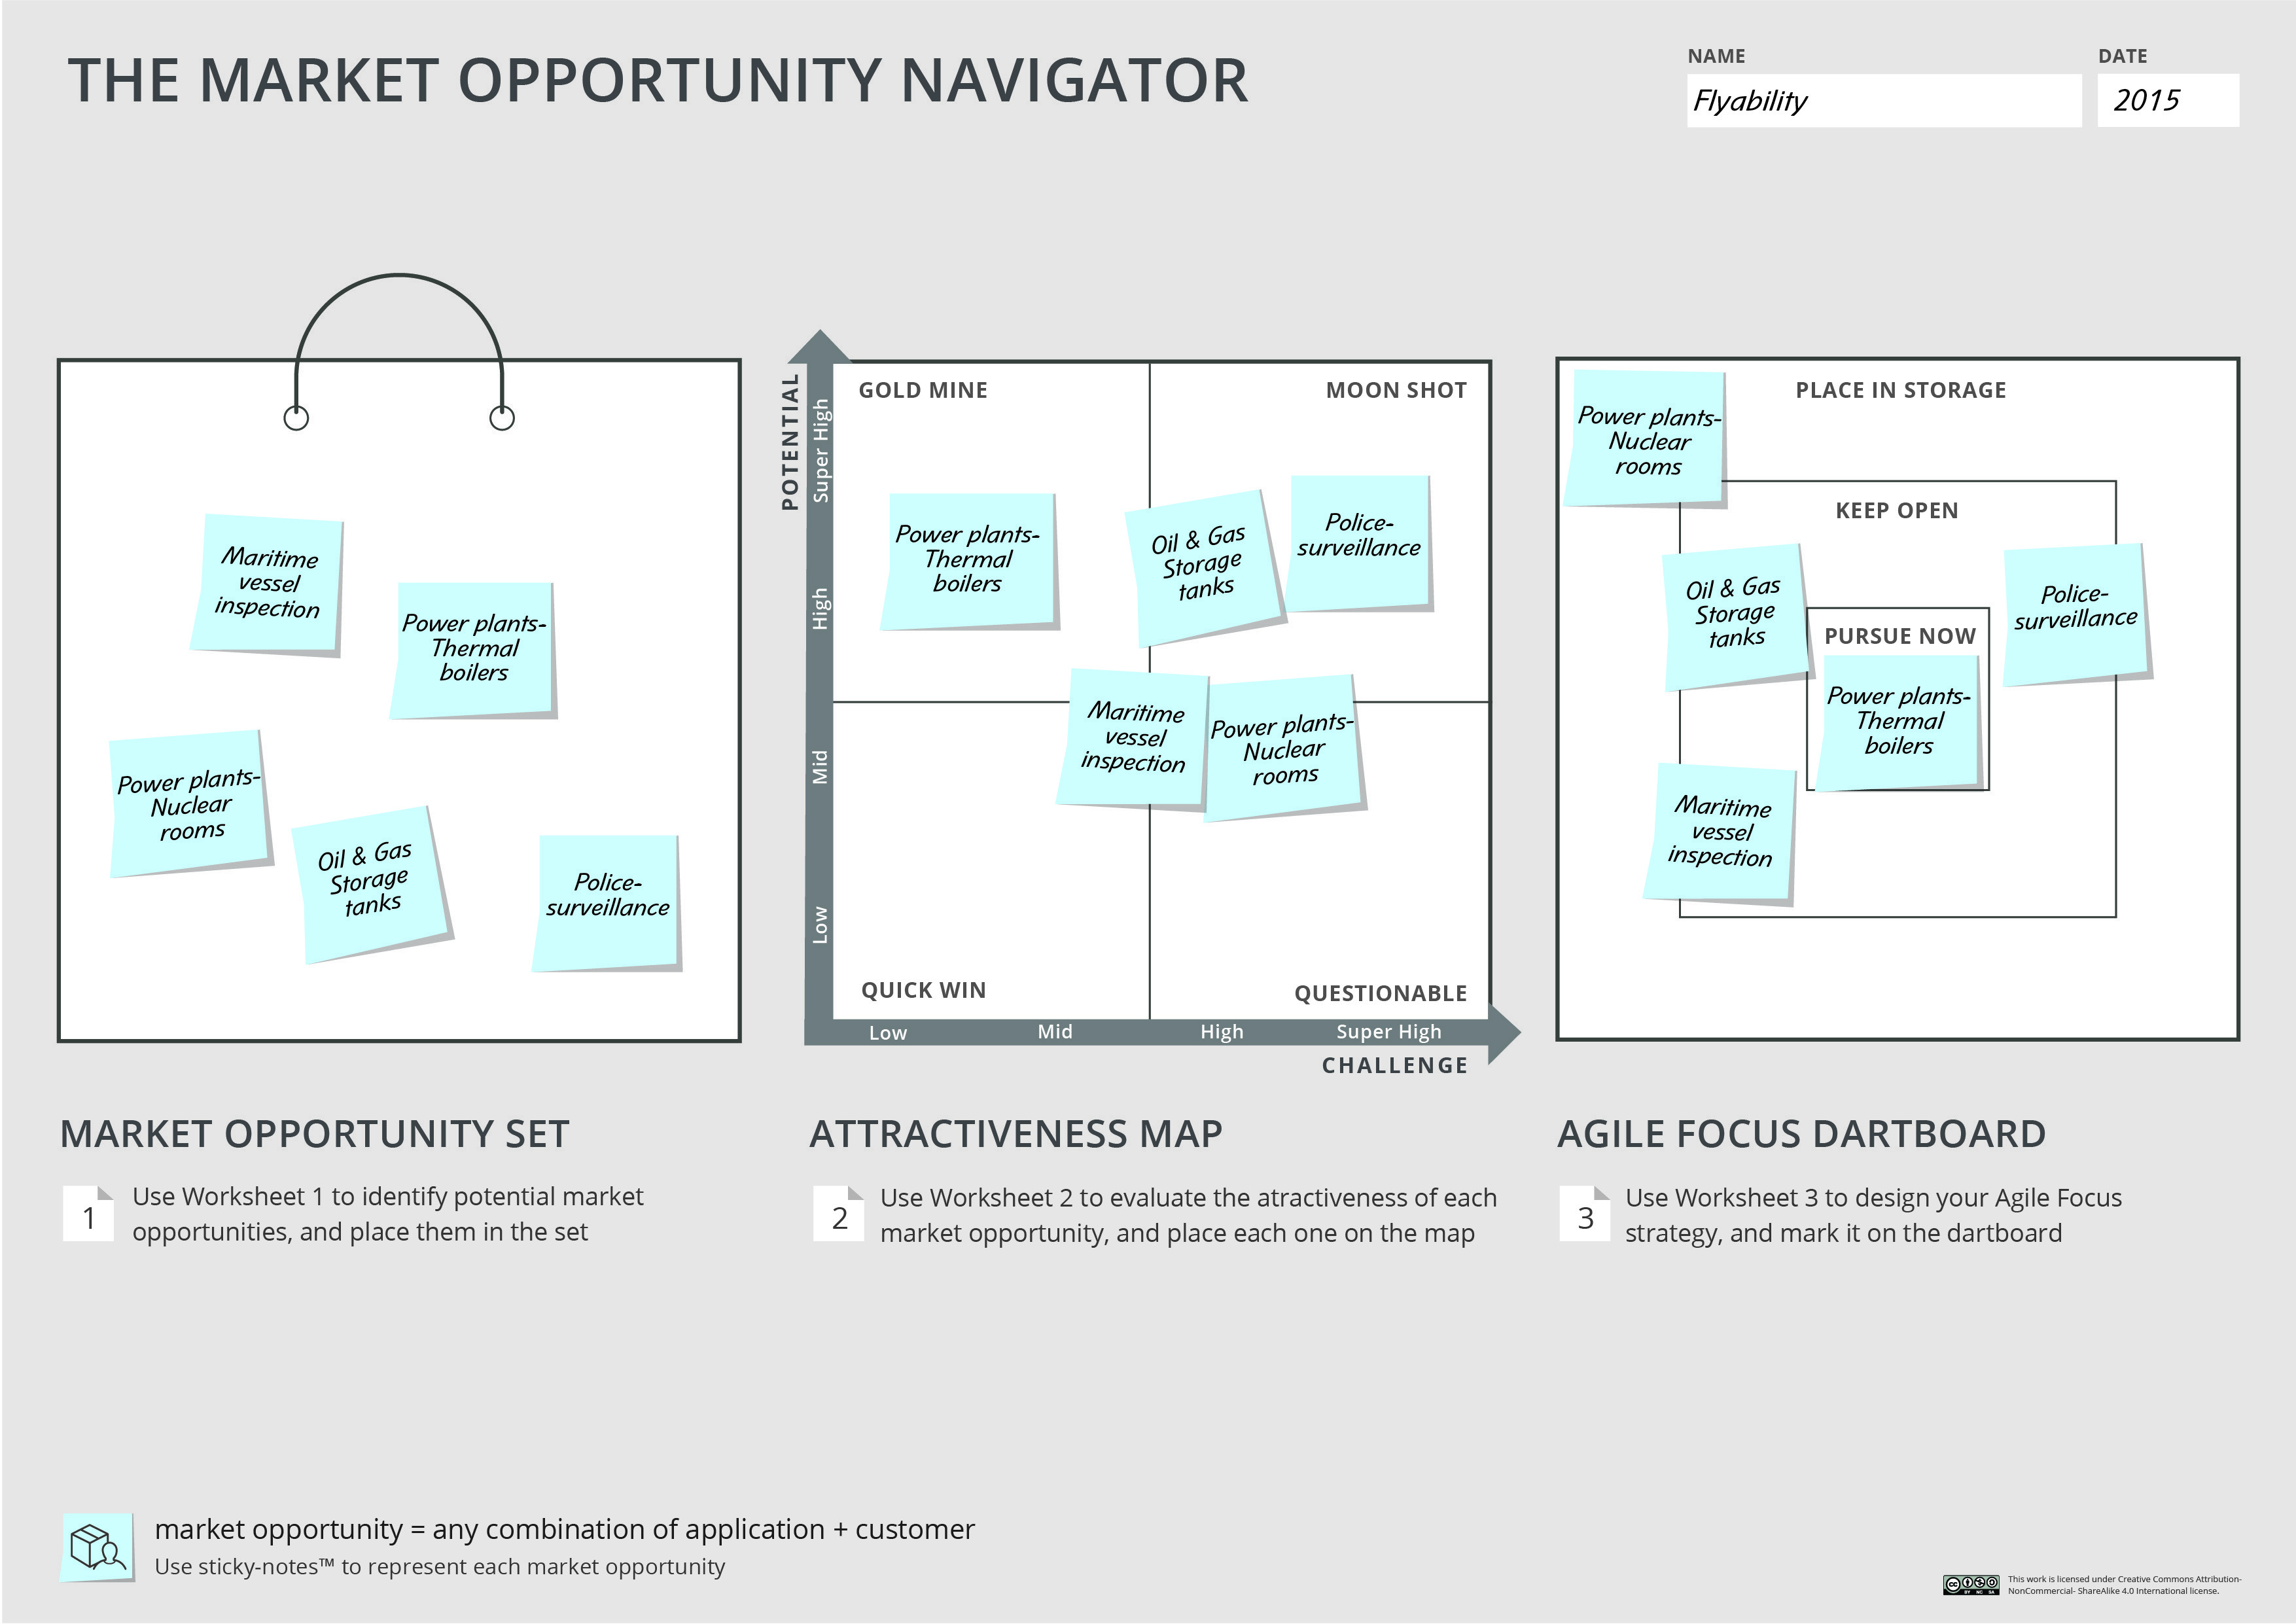 THE MARKET OPPORTUNITY NAVIGATOR
NAME
Flyability
DATE
2015
Maritime
vessel
inspection
Power plants-
Thermal
boilers
Power plants-
Nuclear
rooms
Oil & Gas
Storage
tanks
Police-
surveillance
MARKET OPPORTUNITY SET
1
Use Worksheet 1 to identify potential market
opportunities, and place them in the set
POTENTIAL
Super High
High
Mid
Low
GOLD MINE
MOON SHOT
Power plants-
Thermal
boilers
Oil & Gas
Storage
tanks
Police-
surveillance
Maritime
vessel
inspection
Power plants-
Nuclear
rooms
QUICK WIN
QUESTIONABLE
Low
Mid
High
Super High
CHALLENGE
ATTRACTIVENESS MAP
2
Use Worksheet 2 to evaluate the atractiveness of each
market opportunity, and place each one on the map
PLACE IN STORAGE
Power plants-
Nuclear
rooms
KEEP OPEN
Oil & Gas
Storage
tanks
PURSUE NOW
Police-
surveillance
Power plants-
Thermal
boilers
Maritime
vessel
inspection
AGILE FOCUS DARTBOARD
3
Use Worksheet 3 to design your Agile Focus
strategy, and mark it on the dartboard
market opportunity = any combination of application + customer
Use sticky-notes™ to represent each market opportunity
cc
BY NC SA
This work is licensed under Creative Commons Attribution-
NonCommercial- ShareAlike 4.0 International license.